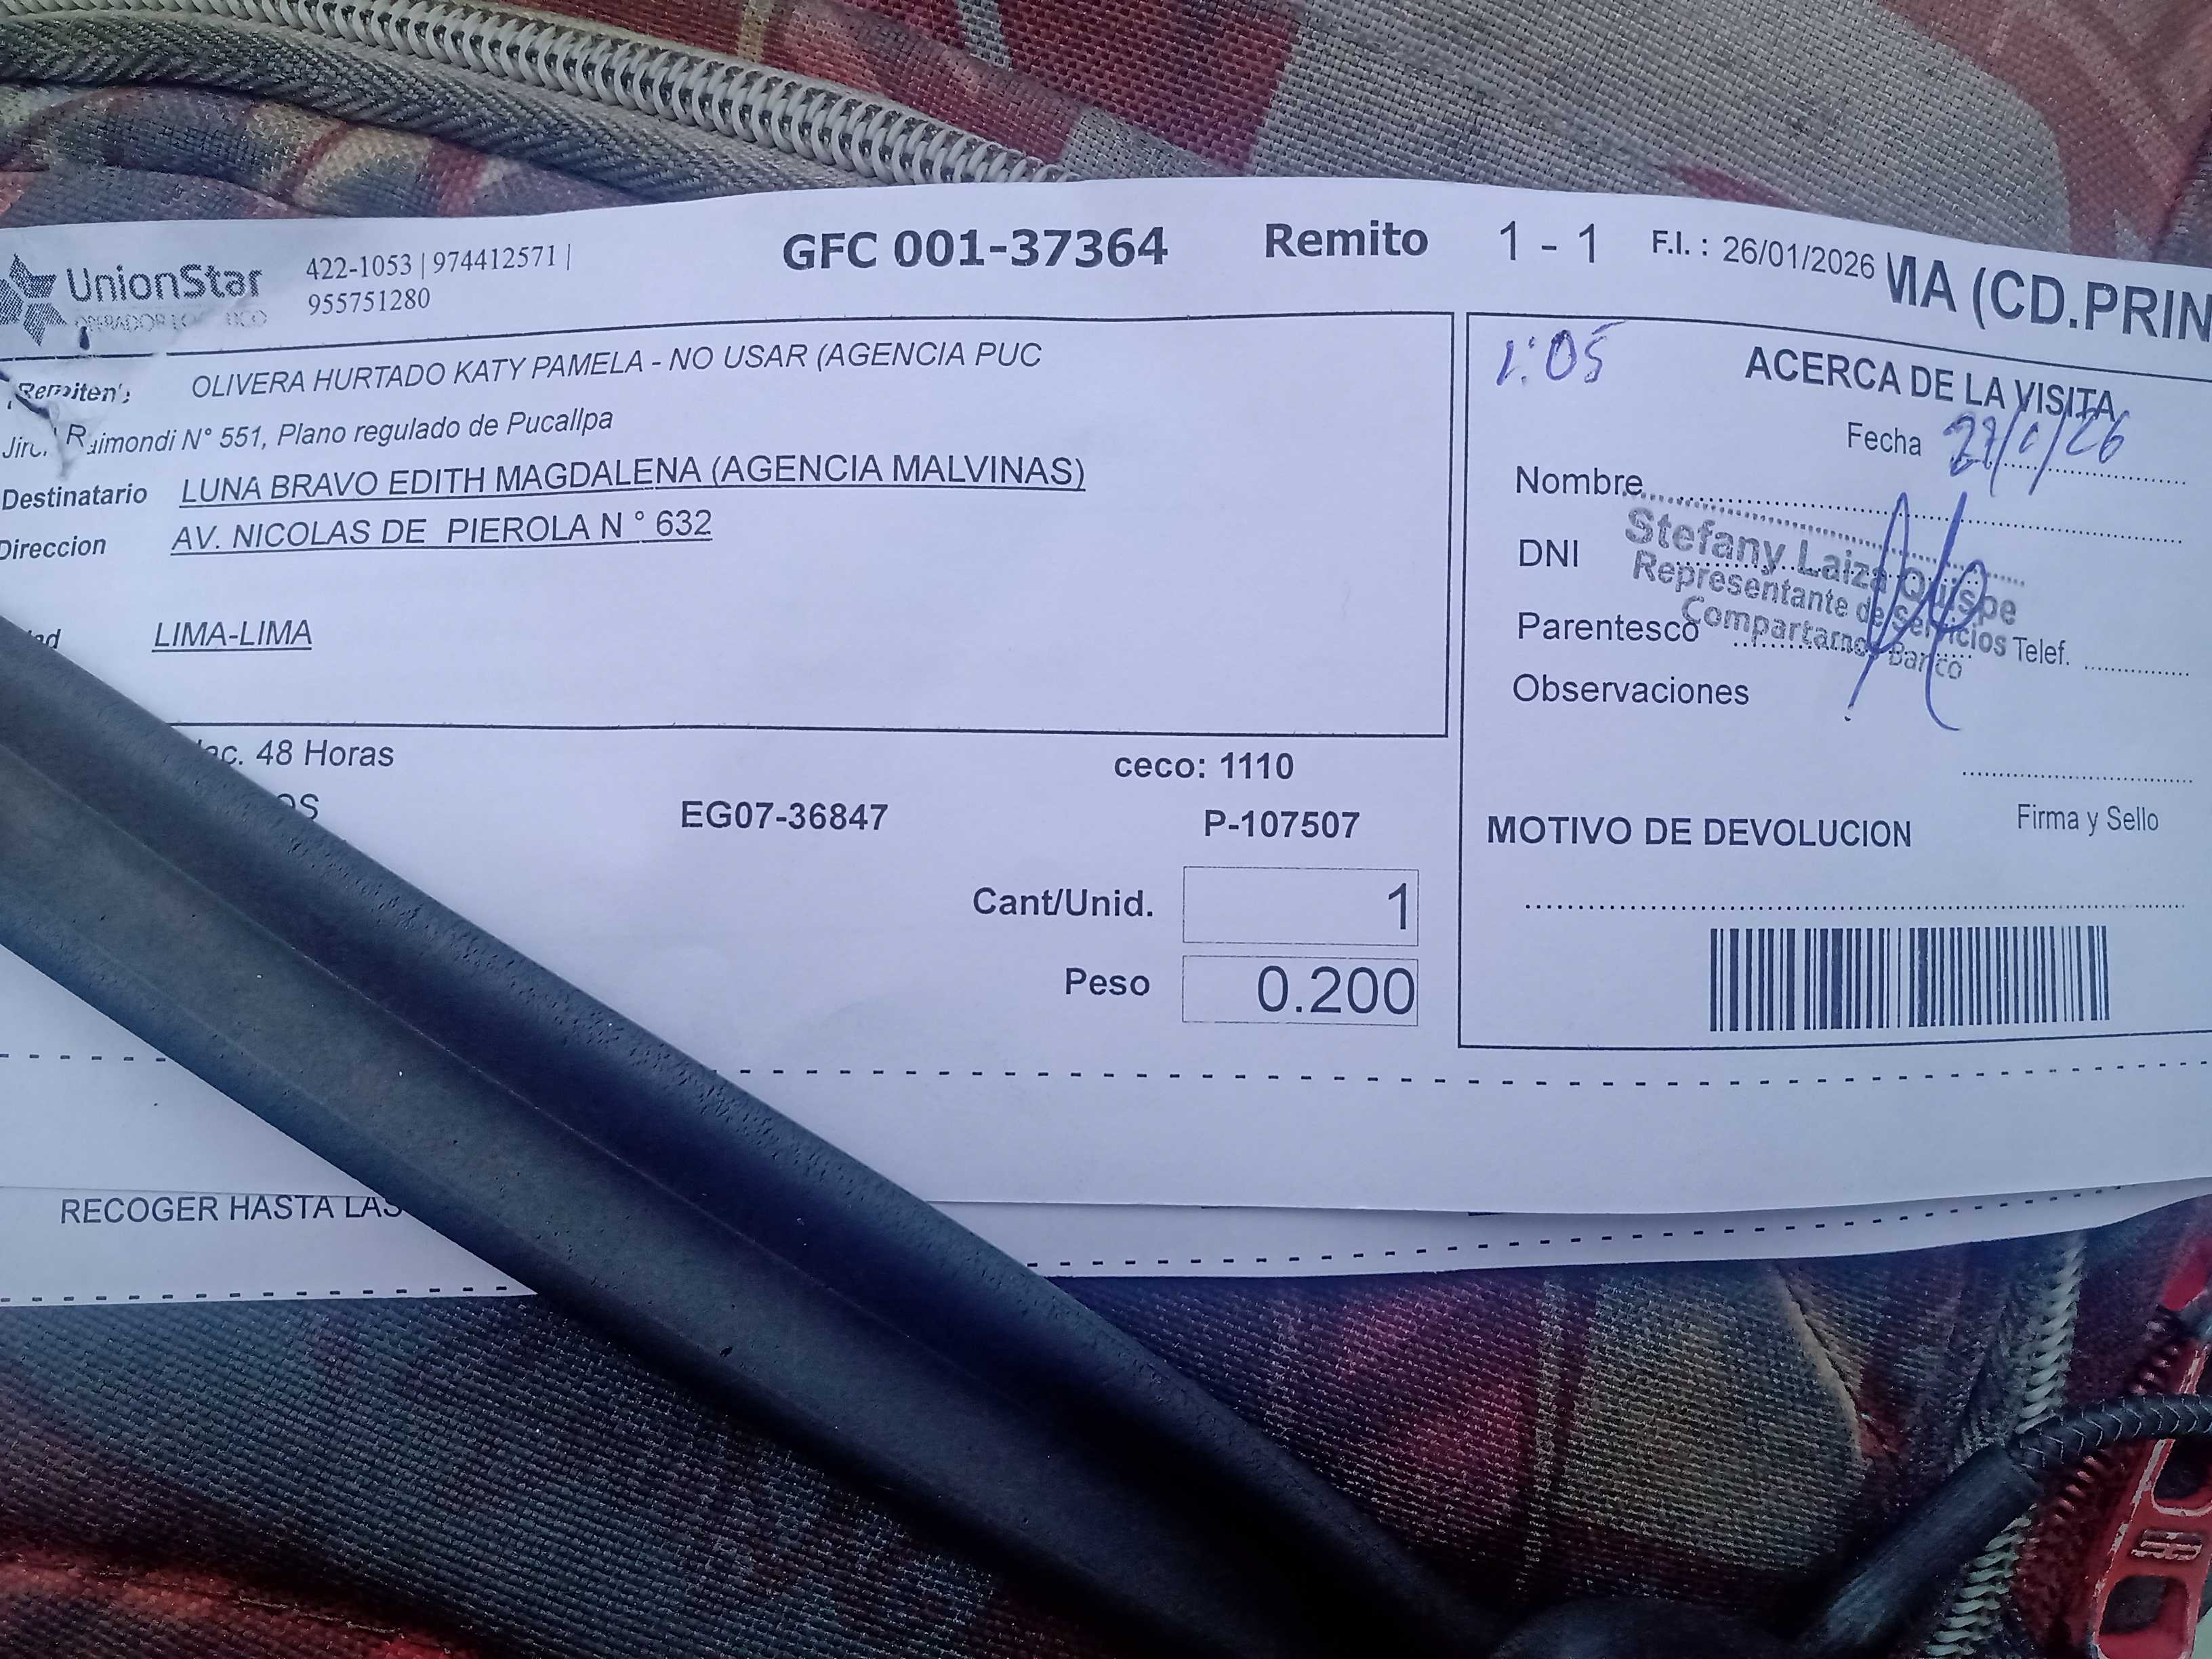 UnionStar
422-1053 | 974412571 |
955751280
GFC 001-37364
Remito 1 - 1
F.I. : 26/01/2026
MA (CD.PRIN
OLIVERA HURTADO KATY PAMELA - NO USAR (AGENCIA PUC
N° 551, Plano regulado de Pucallpa
Destinatario LUNA BRAVO EDITH MAGDALENA (AGENCIA MALVINAS)
Direccion AV. NICOLAS DE PIEROLA N ° 632
LIMA-LIMA
48 Horas
ceco: 1110
EG07-36847
P-107507
Cant/Unid. 1
Peso 0.200
1:05
ACERCA DE LA VISITA
Fecha 27/1/26
Nombre
DNI
Stefany Laiza Quispe
Representante de Servicios
Compartamos Banco
Parentesco
Telef.
Observaciones
Firma y Sello
MOTIVO DE DEVOLUCION
RECOGER HASTA LAS